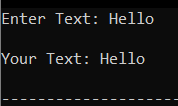 Enter Text: Hello
Your Text: Hello
--------------------